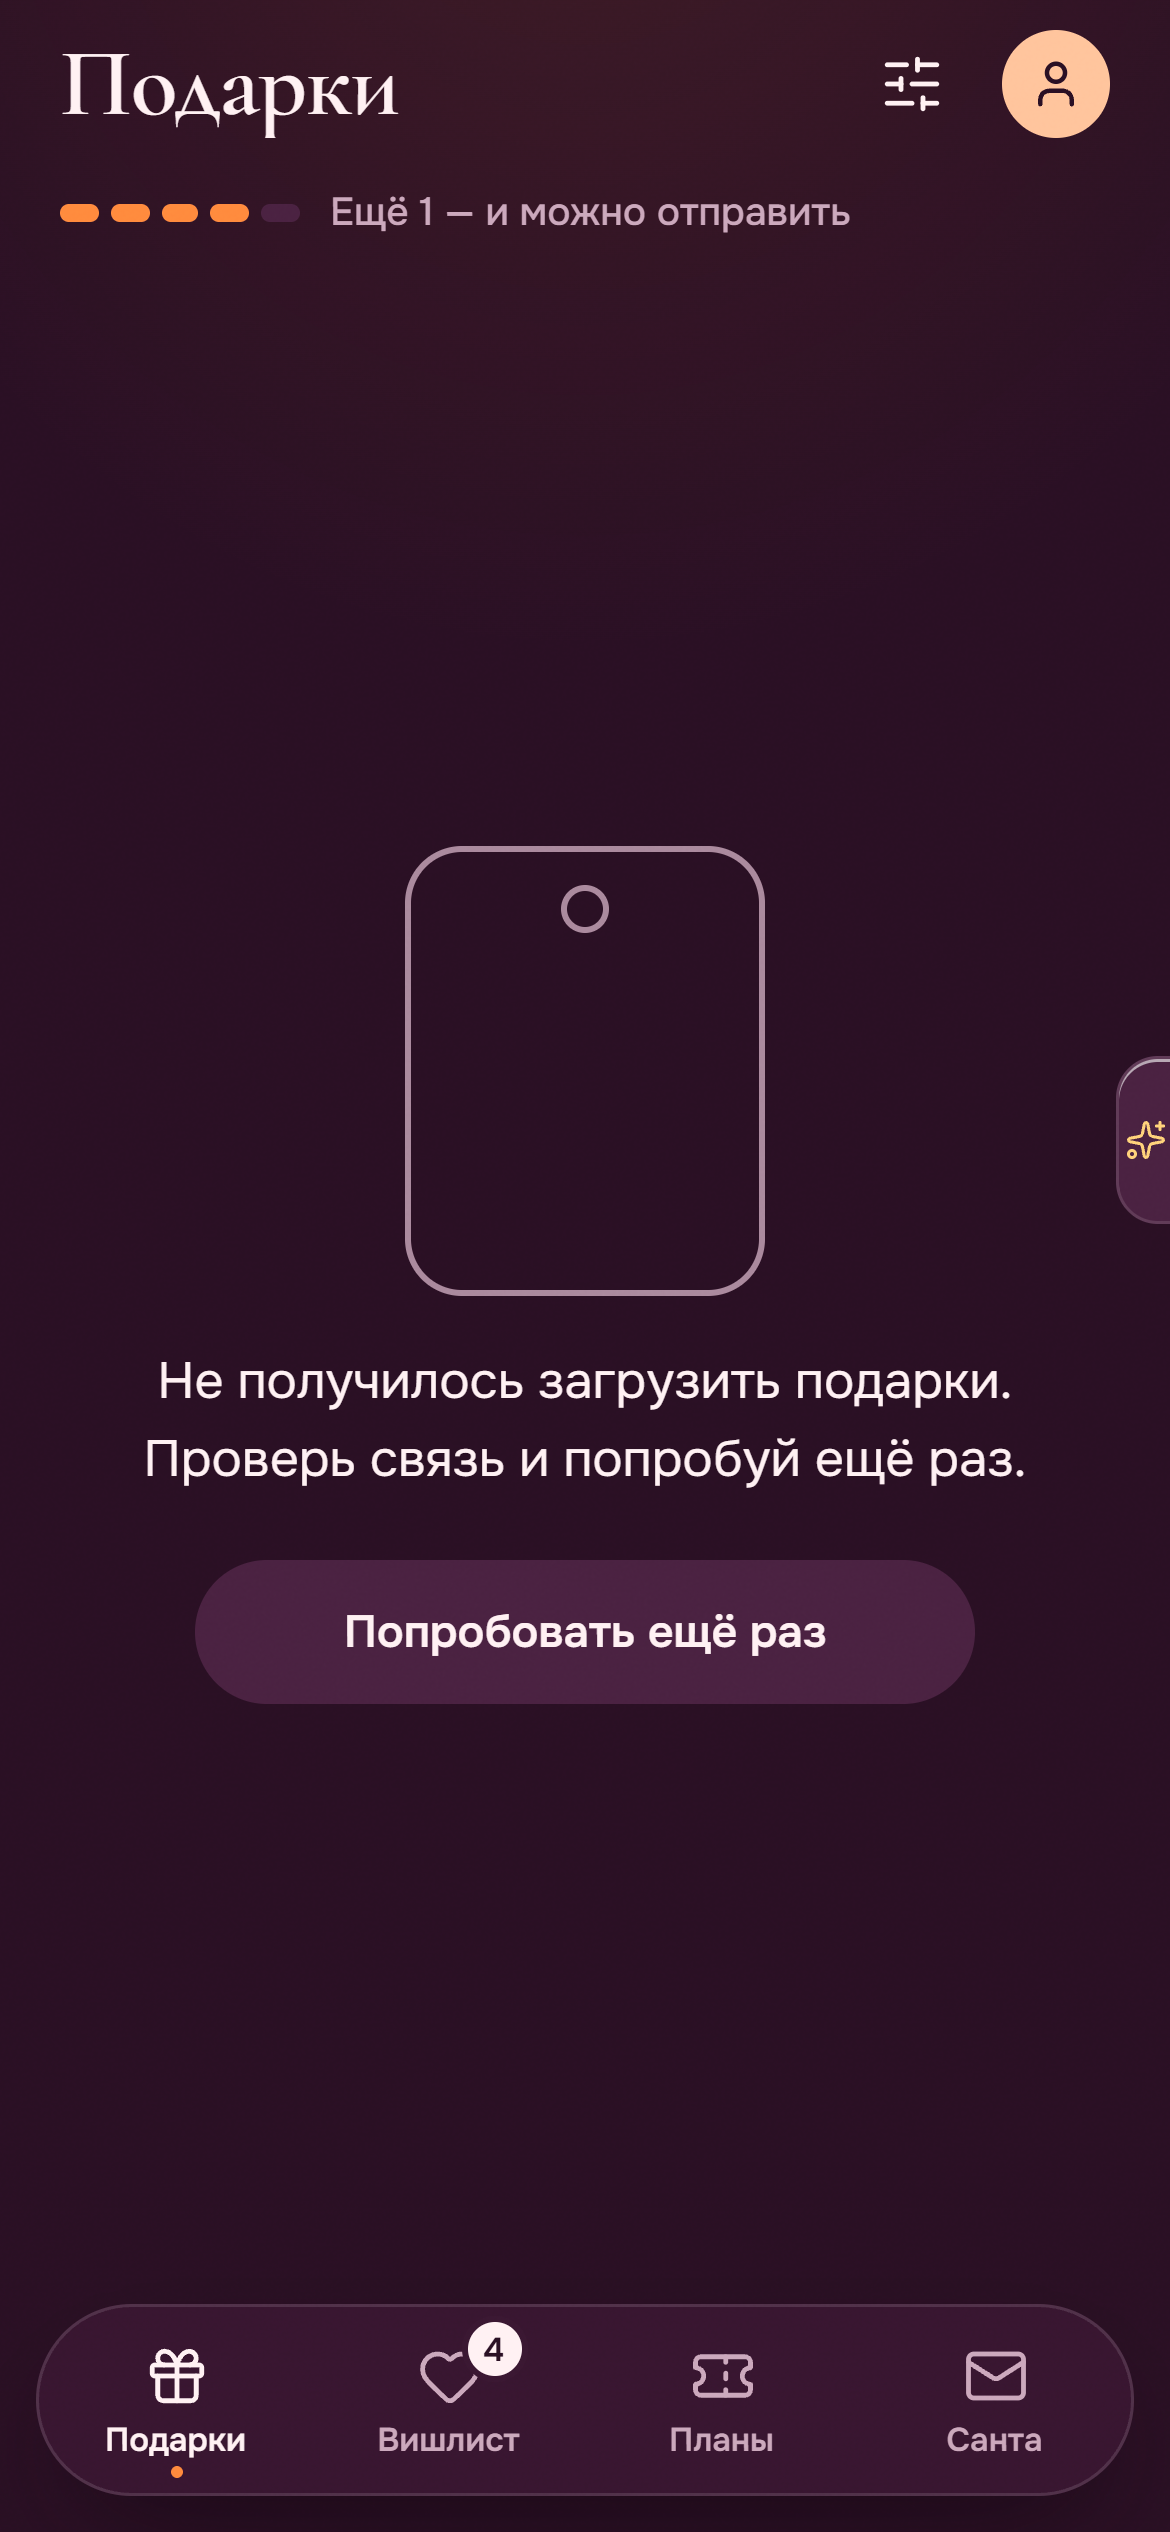 Подарки
Ещё 1 — и можно отправить
Не получилось загрузить подарки.
Проверь связь и попробуй ещё раз.
Попробовать ещё раз
4
Подарки
Вишлист
Планы
Санта